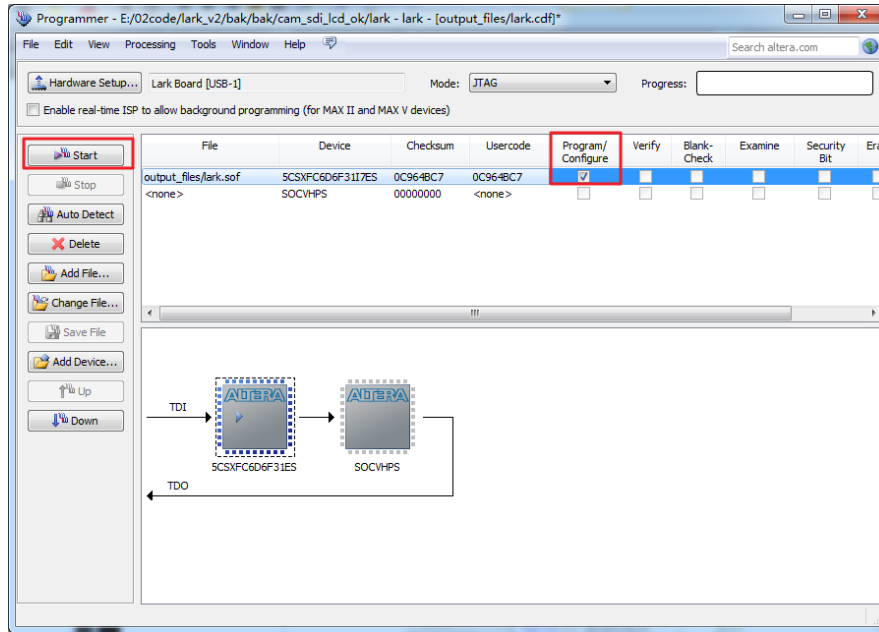 Programmer - E:/02code/lark_v2/bak/bak/cam_sdi_lcd_ok/lark - lark - [output_files/lark.cdf]*
File Edit View Processing Tools Window Help Search altera.com
Hardware Setup... Lark Board [USB-1] Mode: JTAG Progress:
Enable real-time ISP to allow background programming (for MAX II and MAX V devices)
Start
Stop
Auto Detect
Delete
Add File...
Change File...
Save File
Add Device...
Up
Down
File Device Checksum Usercode Program/ Verify Blank- Examine Security Era
Configure Check Bit
output_files/lark.sof 5CSXFC6D6F31I7ES 0C964BC7 0C964BC7
<none> SOCVHPS 00000000 <none>
TDI
ALTERA ALTERA
5CSXFC6D6F31ES SOCVHPS
TDO